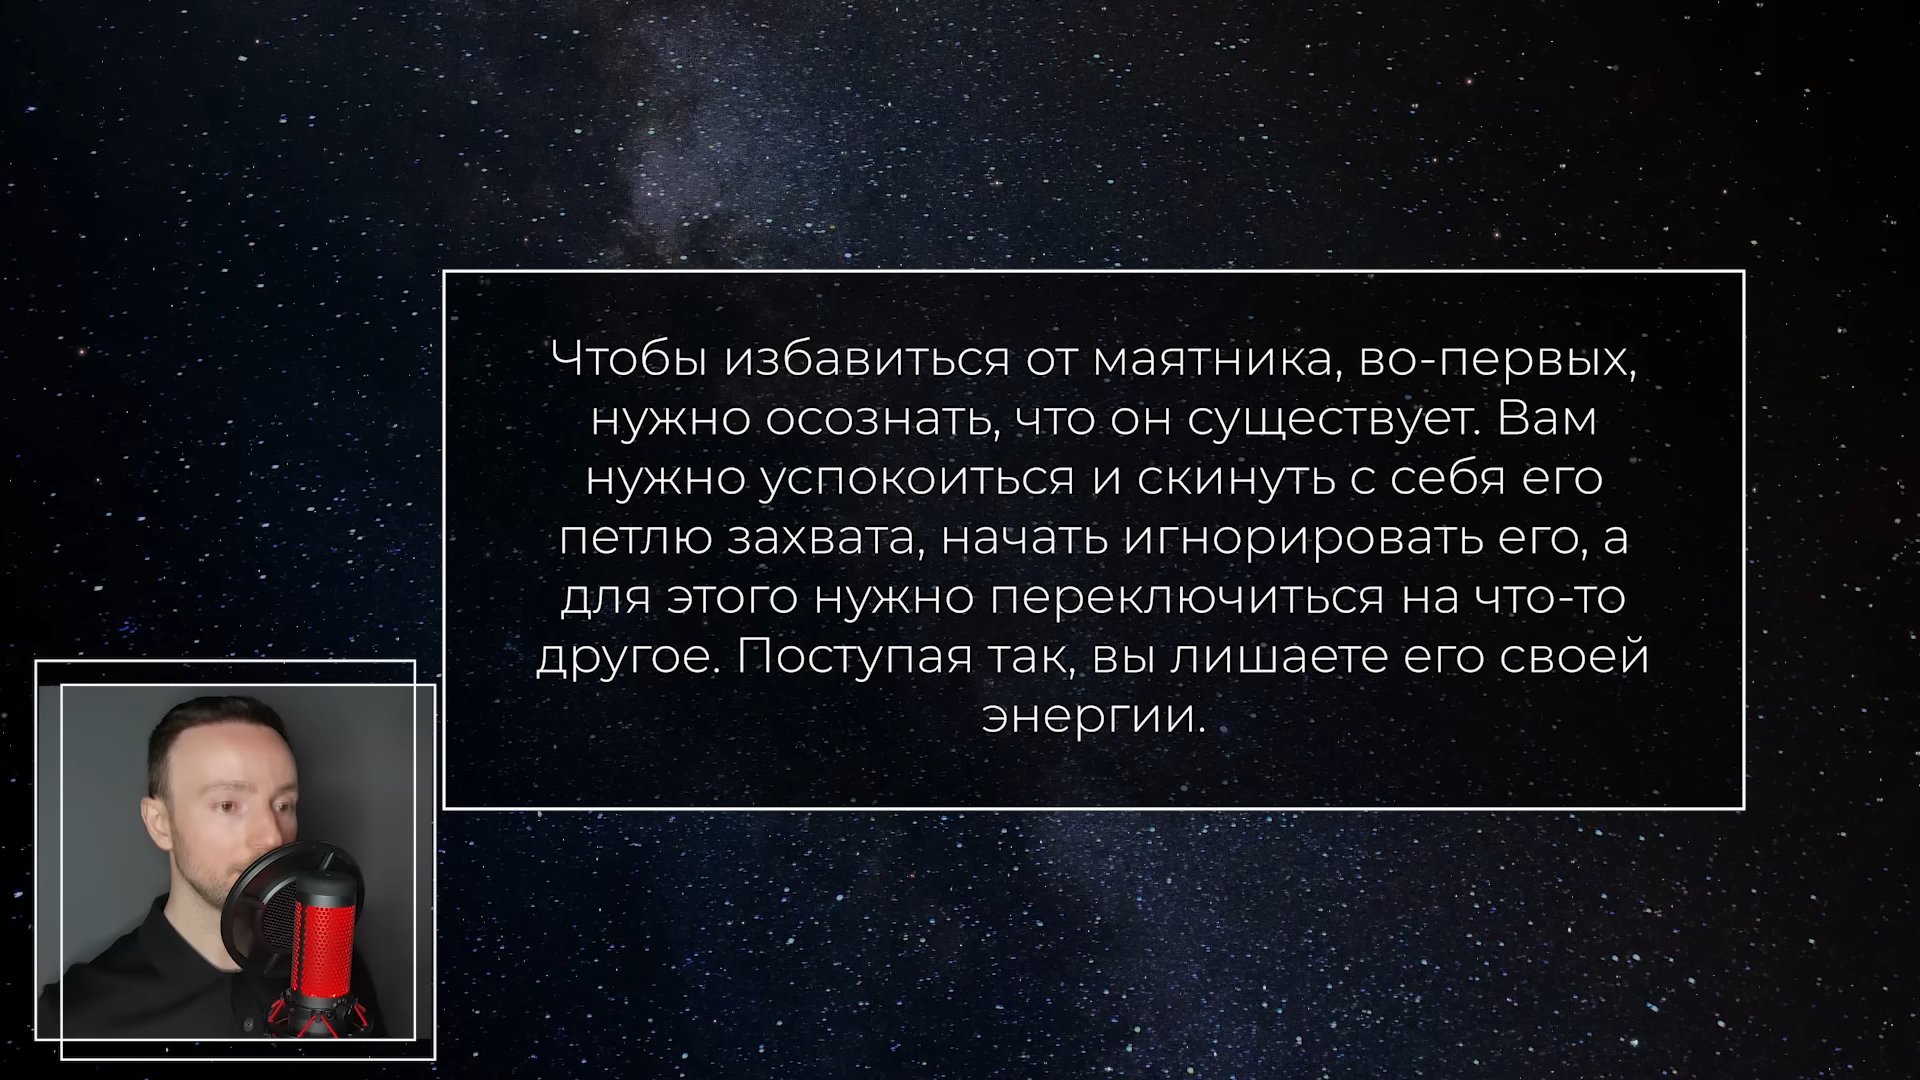 Чтобы избавиться от маятника, во-первых,
нужно осознать, что он существует. Вам
нужно успокоиться и скинуть с себя его
петлю захвата, начать игнорировать его, а
для этого нужно переключиться на что-то
другое. Поступая так, вы лишаете его своей
энергии.